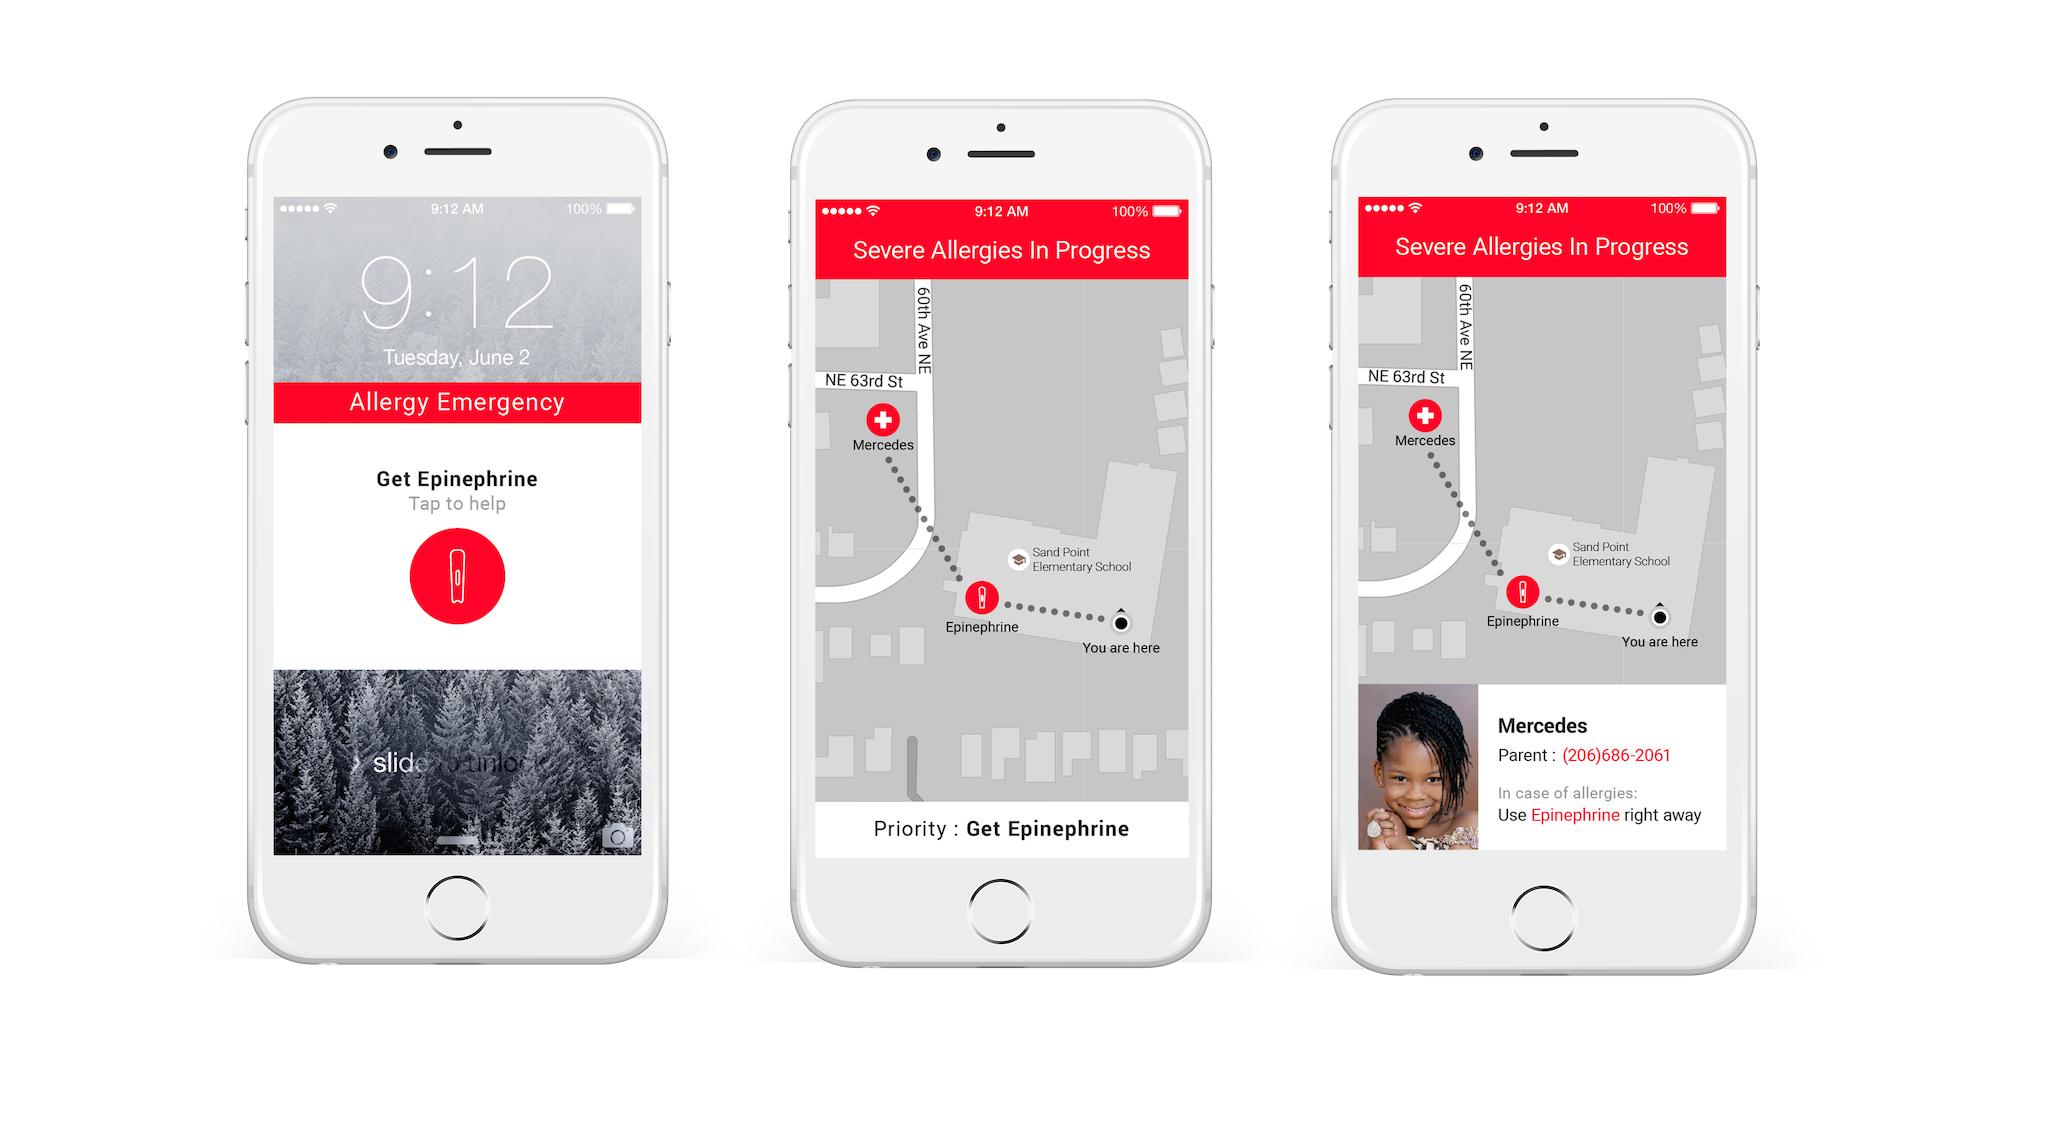 9:12 AM
100%
9:12
Tuesday, June 2
Allergy Emergency
Get Epinephrine
Tap to help
slide to unlock
9:12 AM
100%
Severe Allergies In Progress
60th Ave NE
NE 63rd St
Mercedes
Sand Point
Elementary School
Epinephrine
You are here
Priority : Get Epinephrine
9:12 AM
100%
Severe Allergies In Progress
60th Ave NE
NE 63rd St
Mercedes
Sand Point
Elementary School
Epinephrine
You are here
Mercedes
Parent : (206)686-2061
In case of allergies:
Use Epinephrine right away